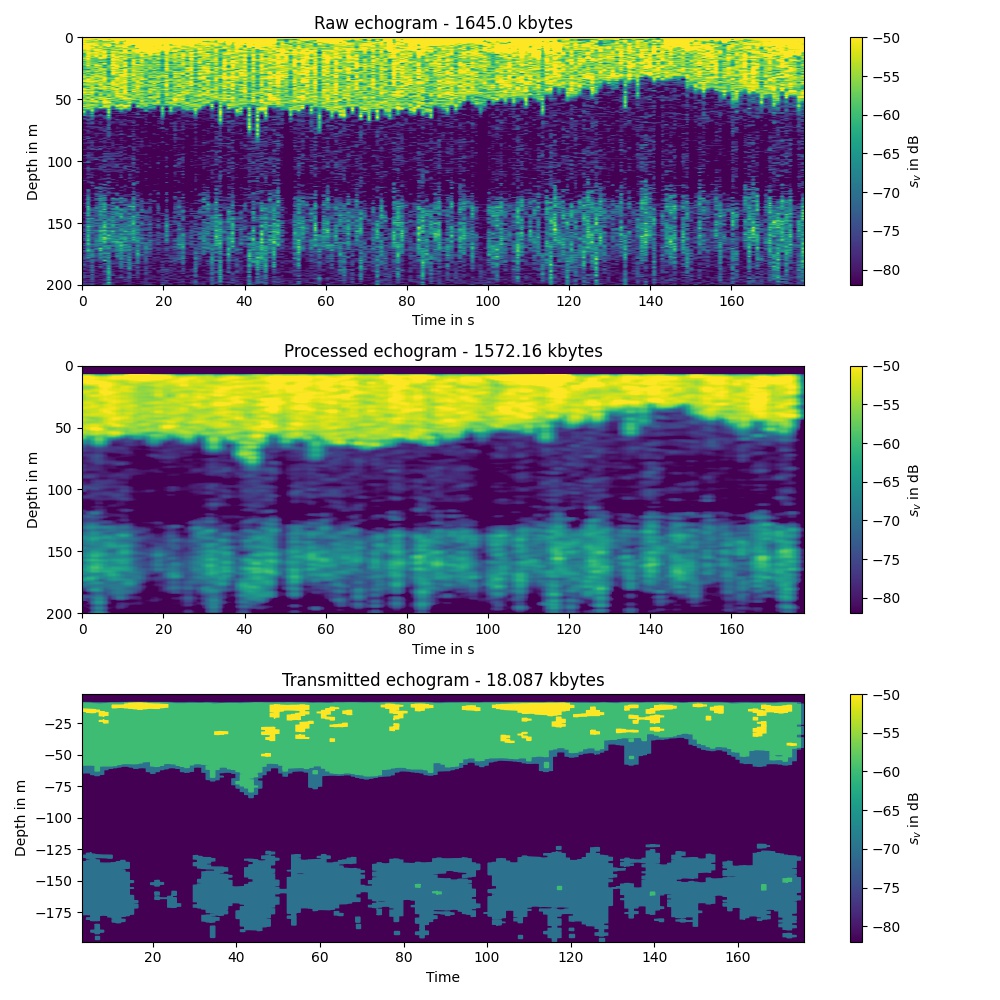 Raw echogram - 1645.0 kbytes
0
50
100
150
200
Depth in m
0 20 40 60 80 100 120 140 160
Time in s
−50
−55
−60
−65
−70
−75
−80
sv in dB
Processed echogram - 1572.16 kbytes
0
50
100
150
200
Depth in m
0 20 40 60 80 100 120 140 160
Time in s
−50
−55
−60
−65
−70
−75
−80
sv in dB
Transmitted echogram - 18.087 kbytes
−25
−50
−75
−100
−125
−150
−175
Depth in m
20 40 60 80 100 120 140 160
Time
−50
−55
−60
−65
−70
−75
−80
sv in dB